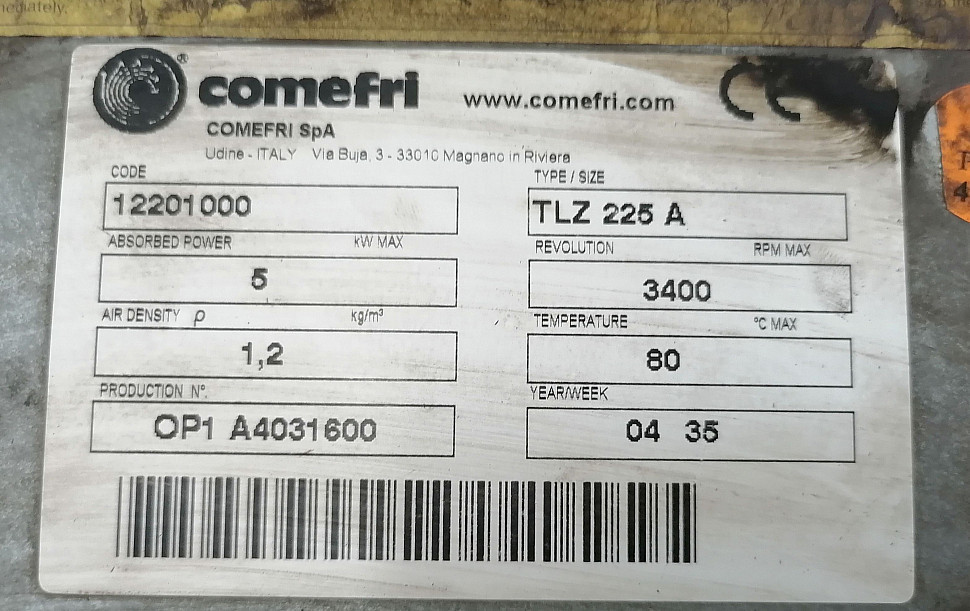 mediately.
comefri ® www.comefri.com CE
COMEFRI SpA
Udine - ITALY Via Buja, 3 - 33010 Magnano in Riviera
CODE TYPE / SIZE
12201000 TLZ 225 A
ABSORBED POWER kW MAX REVOLUTION RPM MAX
5 3400
AIR DENSITY ρ kg/m³ TEMPERATURE °C MAX
1,2 80
PRODUCTION N°. YEAR/WEEK
OP1 A4031600 04 35